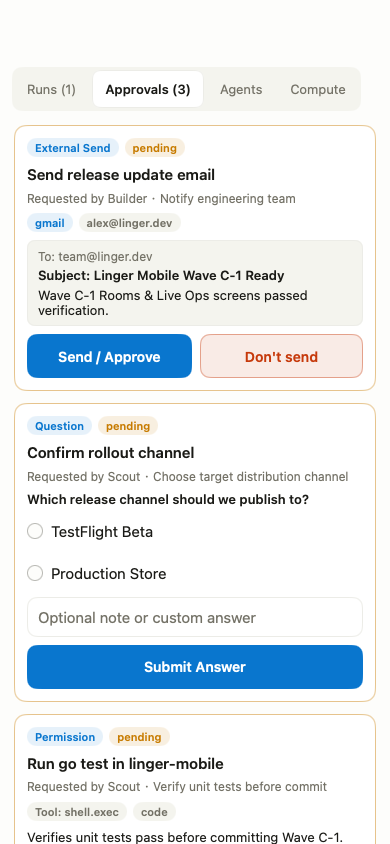 Runs (1) Approvals (3) Agents Compute
External Send pending
Send release update email
Requested by Builder · Notify engineering team
gmail alex@linger.dev
To: team@linger.dev
Subject: Linger Mobile Wave C-1 Ready
Wave C-1 Rooms & Live Ops screens passed
verification.
Send / Approve Don't send
Question pending
Confirm rollout channel
Requested by Scout · Choose target distribution channel
Which release channel should we publish to?
TestFlight Beta
Production Store
Optional note or custom answer
Submit Answer
Permission pending
Run go test in linger-mobile
Requested by Scout · Verify unit tests before commit
Tool: shell.exec code
Verifies unit tests pass before committing Wave C-1.